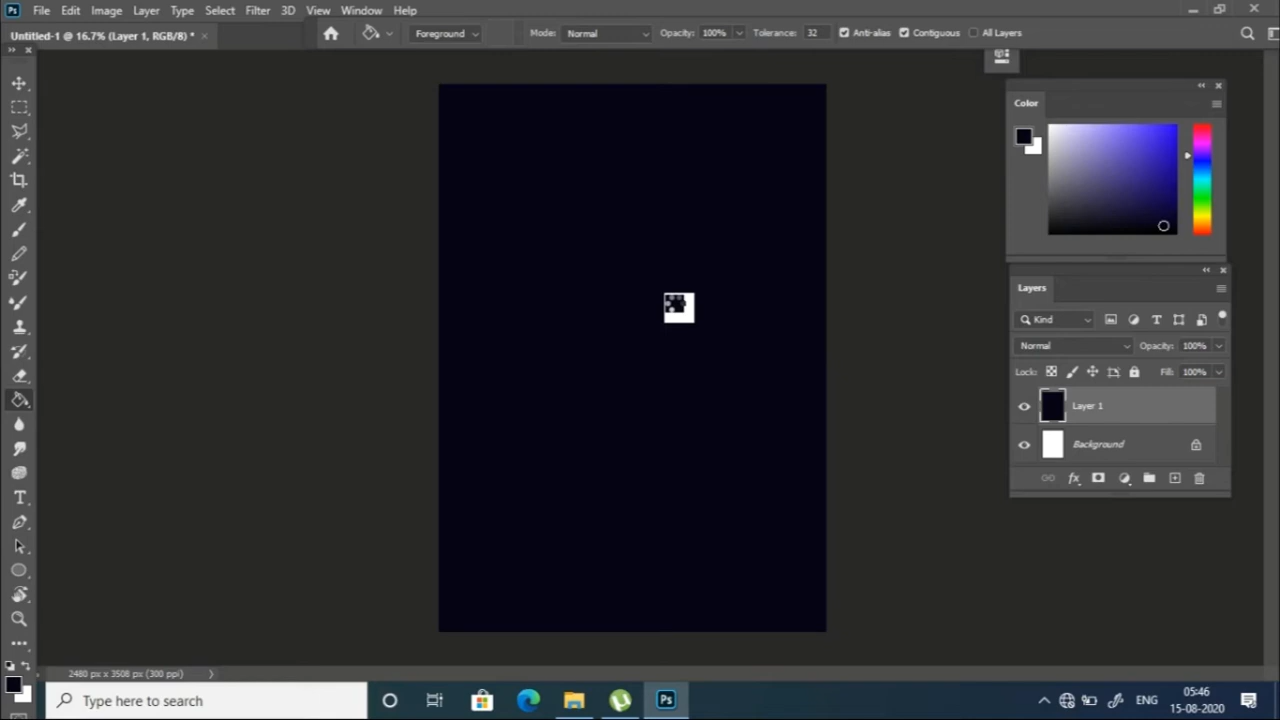 Ps File Edit Image Layer Type Select Filter 3D View Window Help
Untitled-1 @ 16.7% (Layer 1, RGB/8) *
Foreground Mode: Normal Opacity: 100% Tolerance: 32 Anti-alias Contiguous All Layers
Color
Layers
Kind
Normal Opacity: 100%
Lock: Fill: 100%
Layer 1
Background
fx
2480 px x 3508 px (300 ppi)
Type here to search
Ps
ENG
05:46
15-08-2020